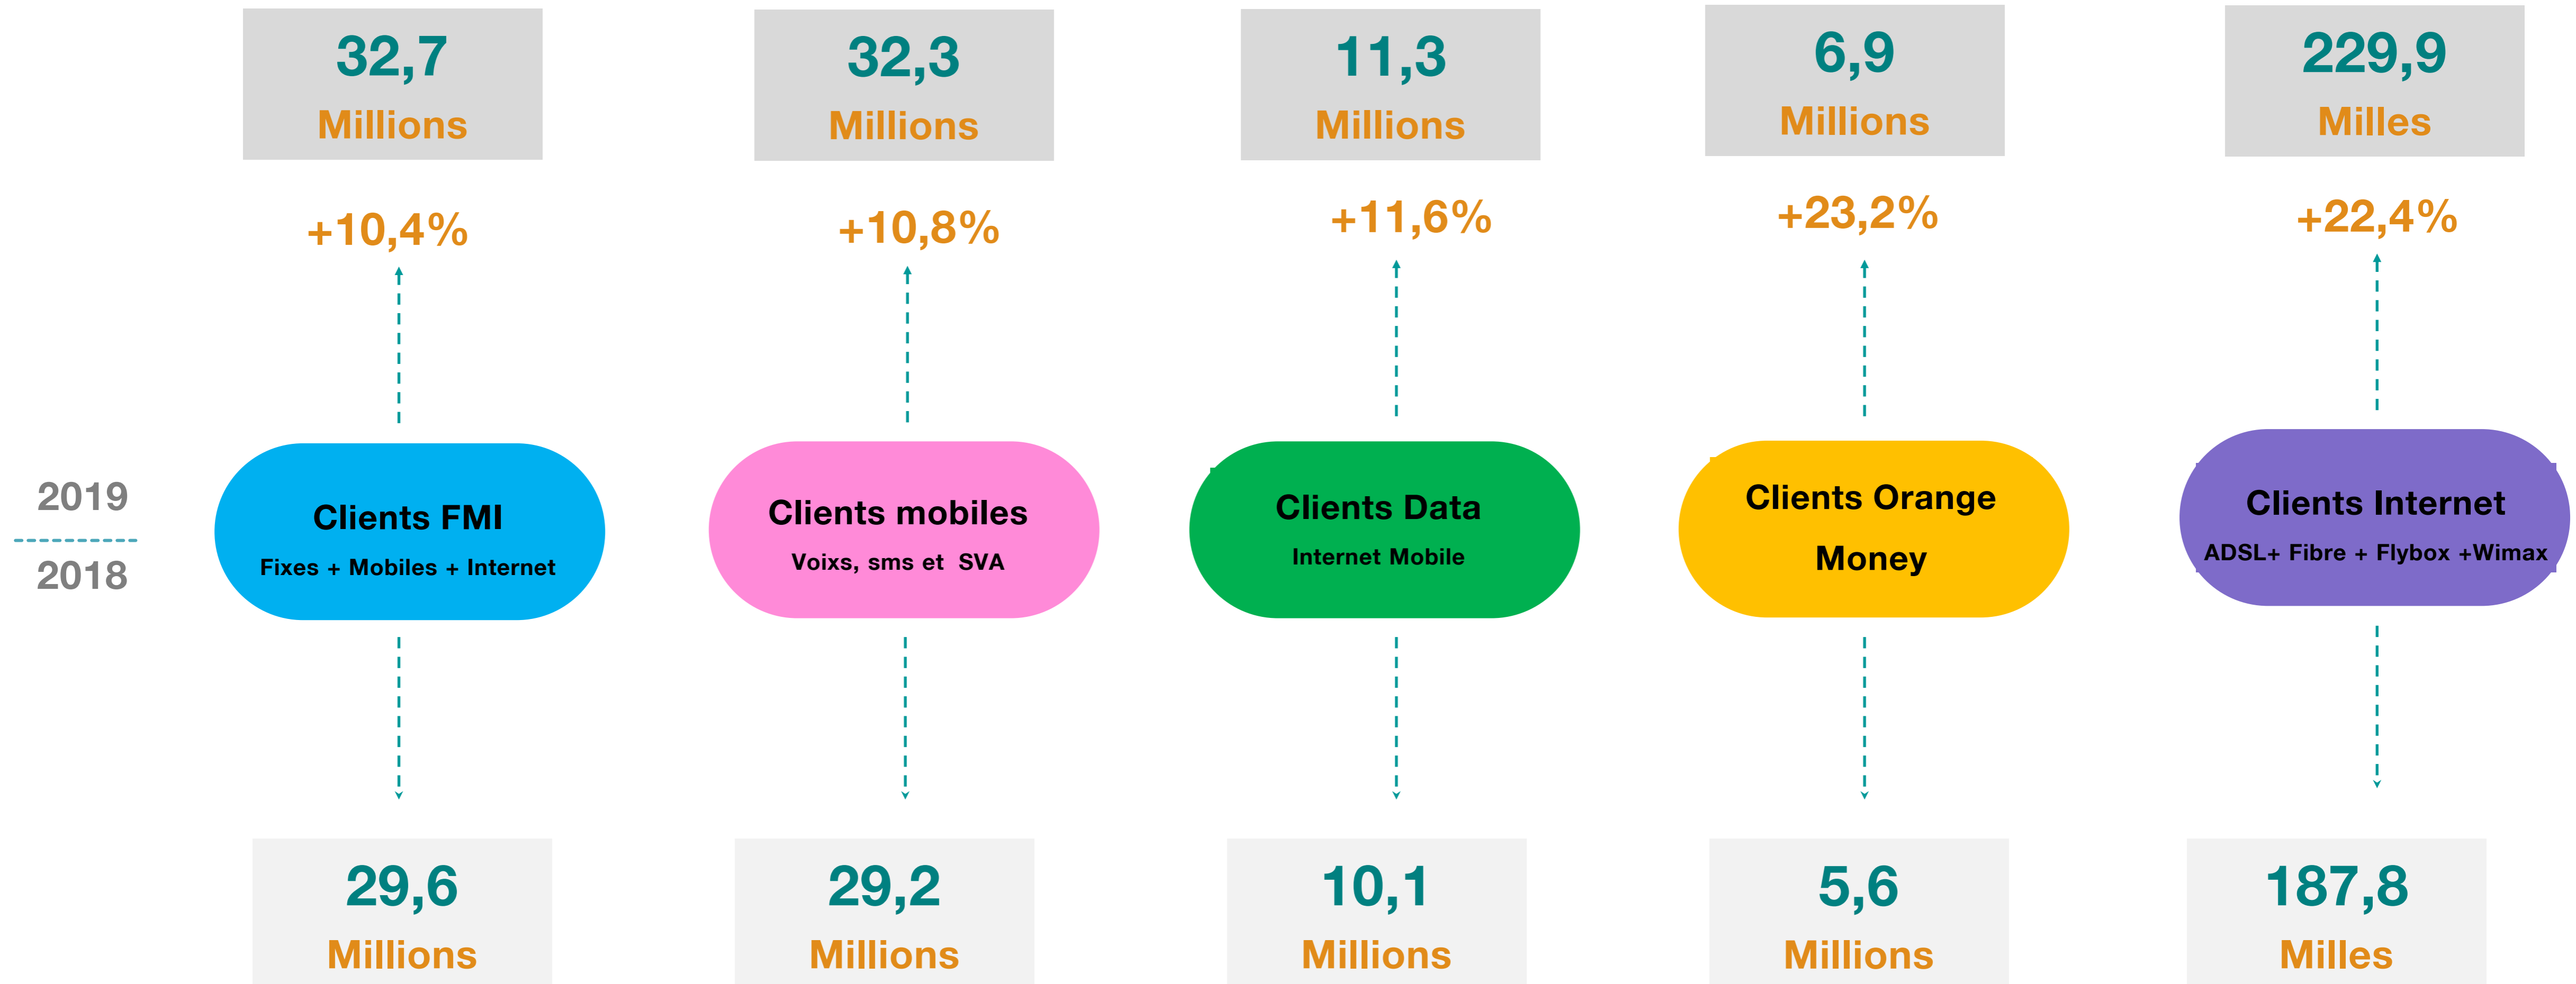 32,7
Millions
32,3
Millions
11,3
Millions
6,9
Millions
229,9
Milles
+10,4%
+10,8%
+11,6%
+23,2%
+22,4%
2019
2018
Clients FMI
Fixes + Mobiles + Internet
Clients mobiles
Voixs, sms et SVA
Clients Data
Internet Mobile
Clients Orange
Money
Clients Internet
ADSL+ Fibre + Flybox +Wimax
29,6
Millions
29,2
Millions
10,1
Millions
5,6
Millions
187,8
Milles